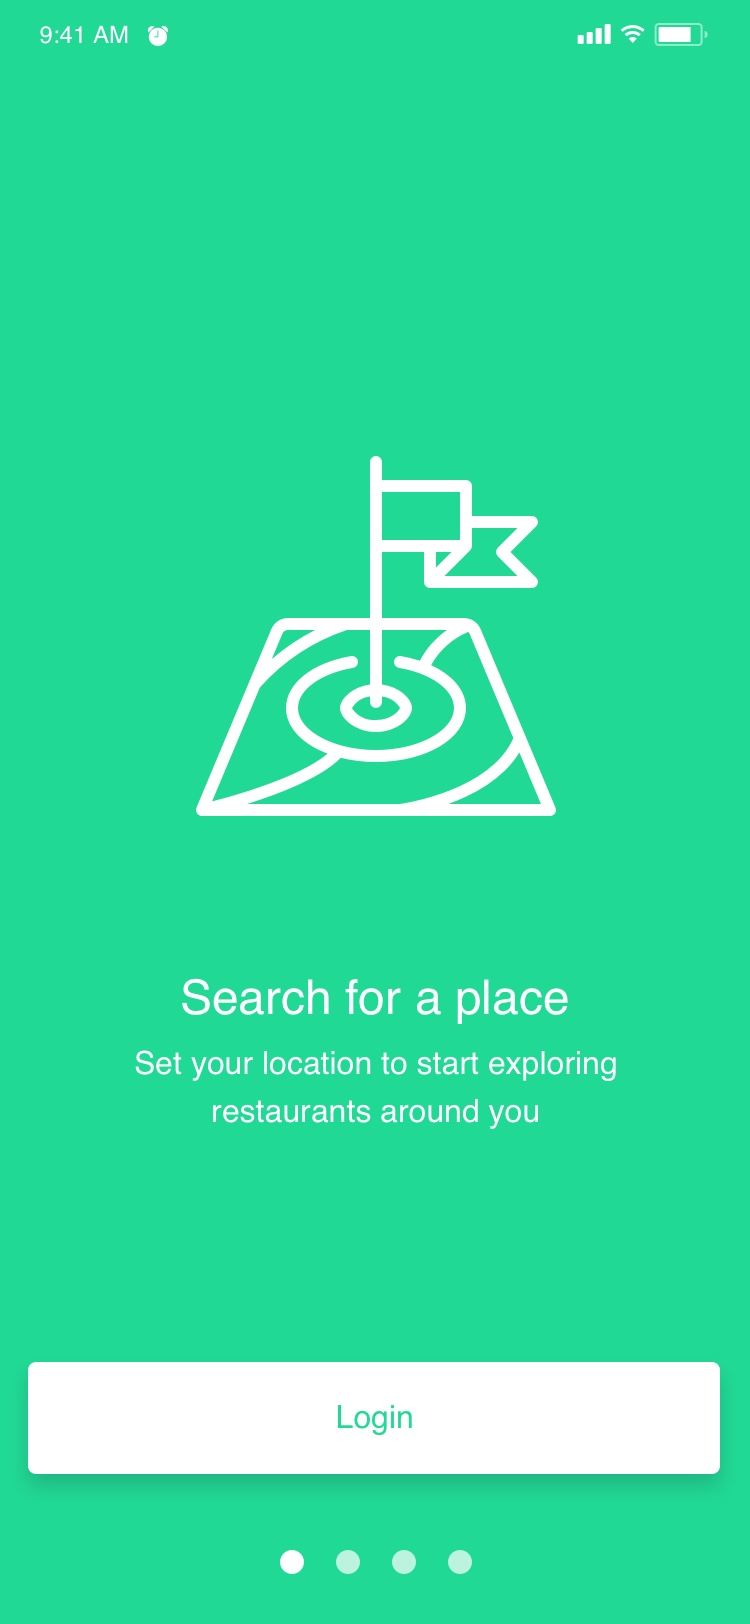 9:41 AM
Search for a place
Set your location to start exploring
restaurants around you
Login